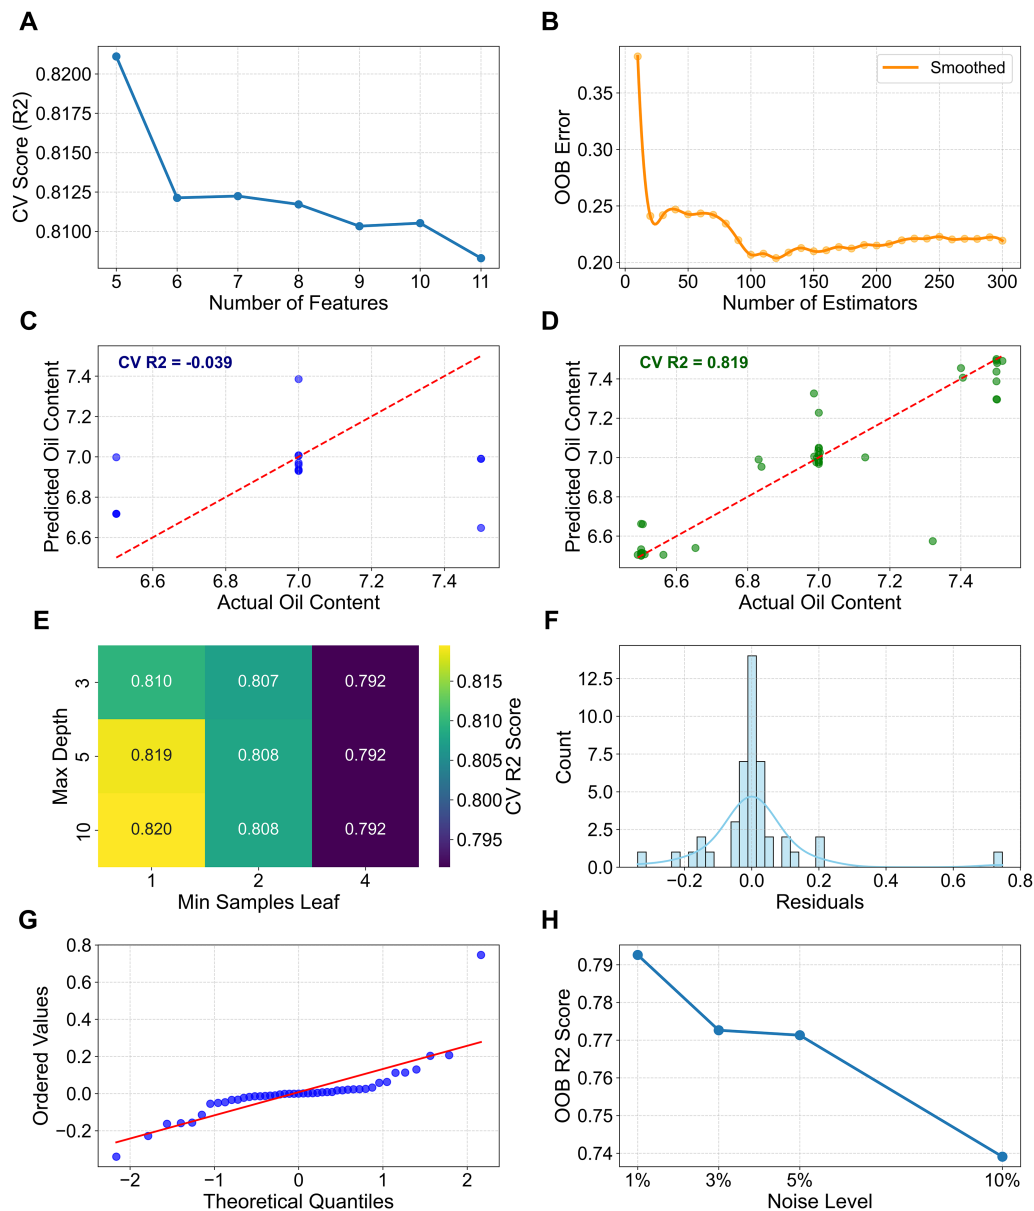 A
CV Score (R2)
0.8200
0.8175
0.8150
0.8125
0.8100
5 6 7 8 9 10 11
Number of Features
B
OOB Error
Smoothed
0.35
0.30
0.25
0.20
0 50 100 150 200 250 300
Number of Estimators
C
Predicted Oil Content
CV R2 = -0.039
7.4
7.2
7.0
6.8
6.6
6.6 6.8 7.0 7.2 7.4
Actual Oil Content
D
Predicted Oil Content
CV R2 = 0.819
7.4
7.2
7.0
6.8
6.6
6.6 6.8 7.0 7.2 7.4
Actual Oil Content
E
Max Depth
3 0.810 0.807 0.792
5 0.819 0.808 0.792
10 0.820 0.808 0.792
1 2 4
Min Samples Leaf
0.815
0.810
0.805
0.800
0.795
CV R2 Score
F
Count
12.5
10.0
7.5
5.0
2.5
0.0
−0.2 0.0 0.2 0.4 0.6 0.8
Residuals
G
Ordered Values
0.8
0.6
0.4
0.2
0.0
−0.2
−2 −1 0 1 2
Theoretical Quantiles
H
OOB R2 Score
0.79
0.78
0.77
0.76
0.75
0.74
1% 3% 5% 10%
Noise Level